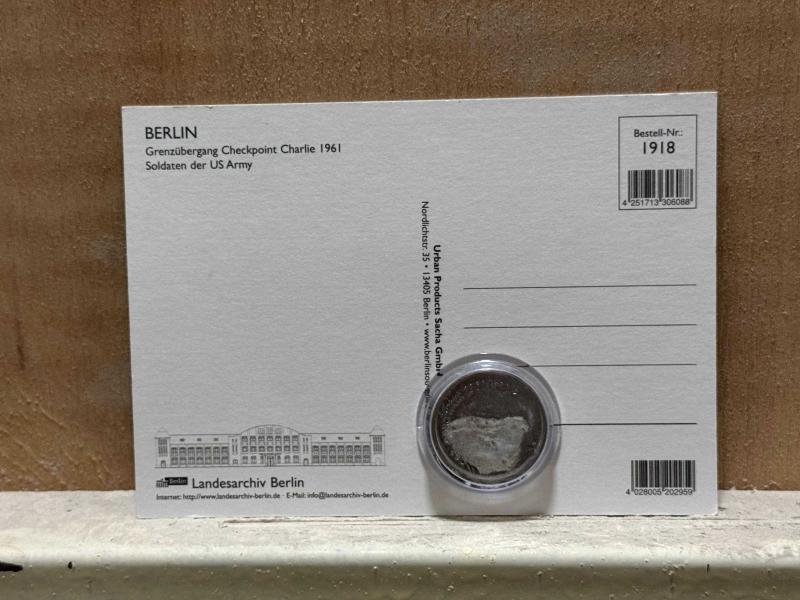 BERLIN
Grenzübergang Checkpoint Charlie 1961
Soldaten der US Army
Bestell-Nr.:
1918
4 251713 306088
Urban Products Sacha GmbH
Nordlichtstr. 35 • 13405 Berlin • www.berlinsou
Berlin
Landesarchiv Berlin
Internet: http://www.landesarchiv-berlin.de · E-Mail: info@landesarchiv-berlin.de
4 028005 202959